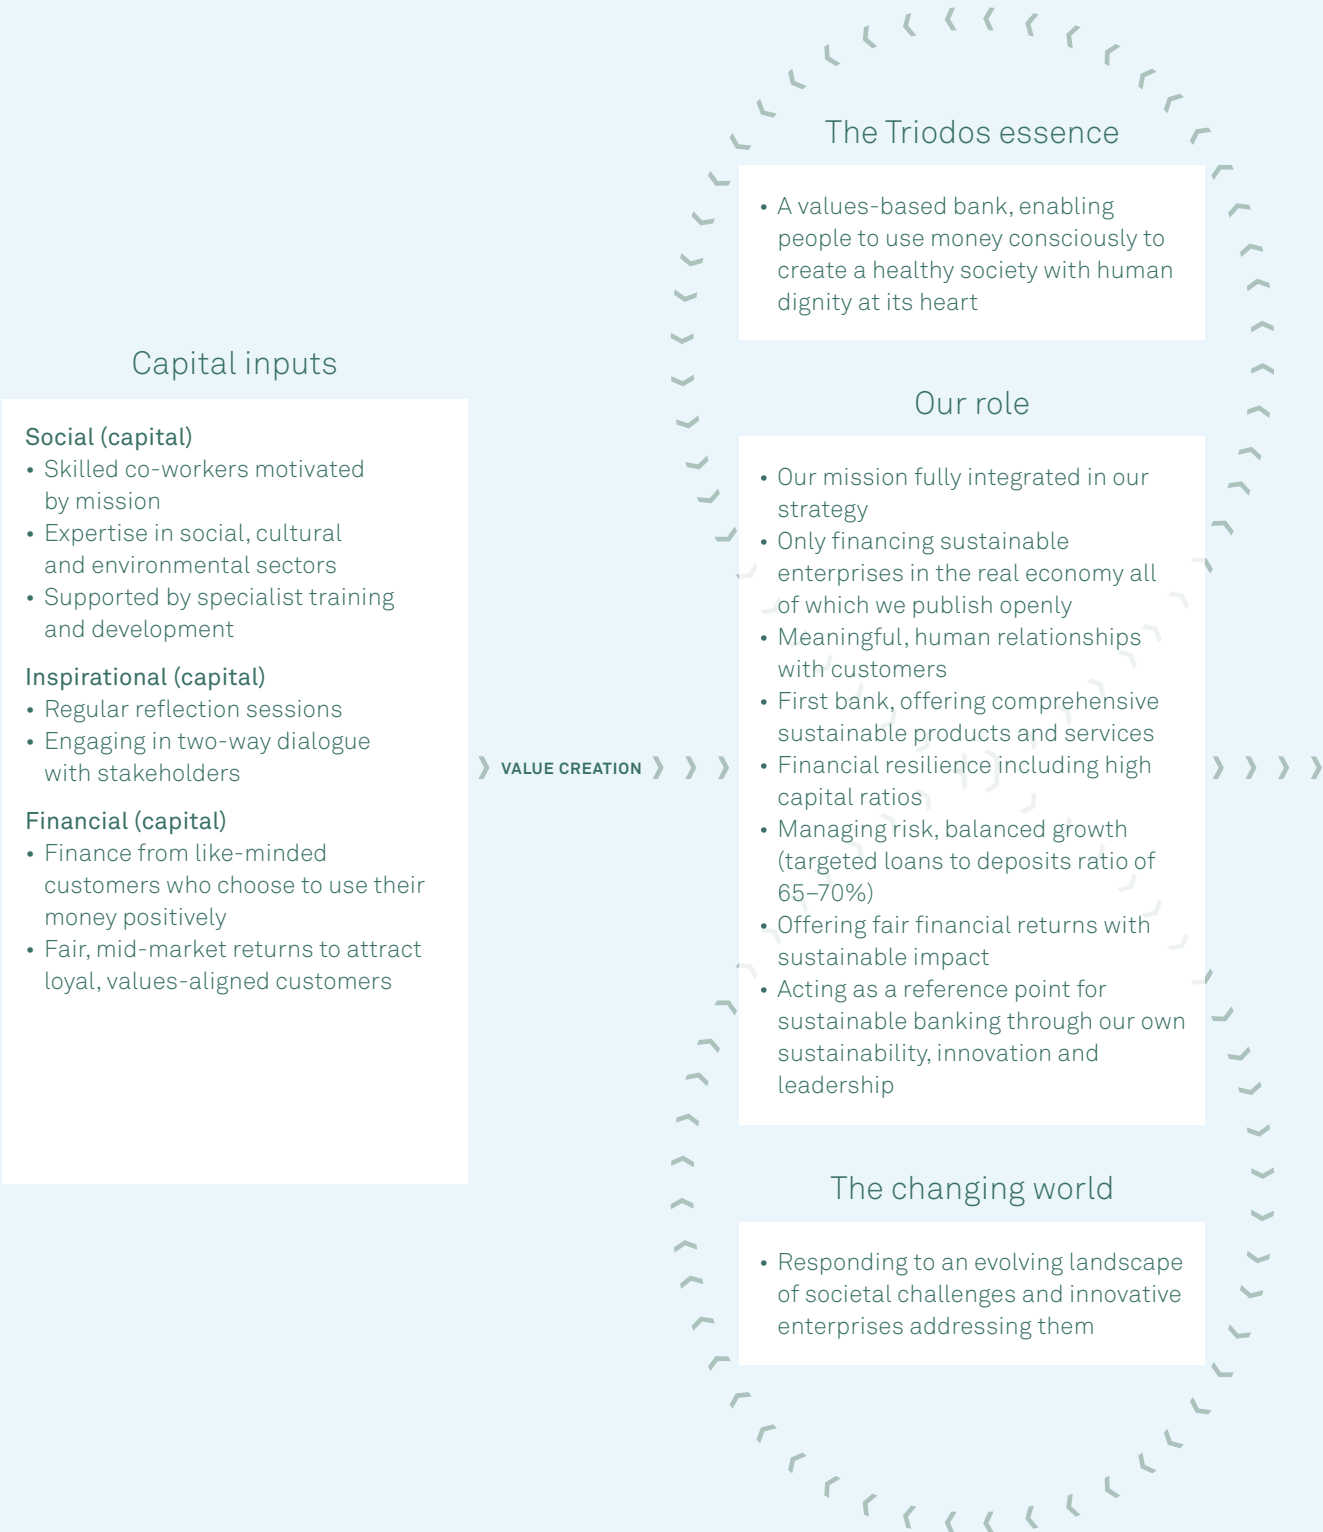 Capital inputs
Social (capital)
• Skilled co-workers motivated
by mission
• Expertise in social, cultural
and environmental sectors
• Supported by specialist training
and development
Inspirational (capital)
• Regular reflection sessions
• Engaging in two-way dialogue
with stakeholders
Financial (capital)
• Finance from like-minded
customers who choose to use their
money positively
• Fair, mid-market returns to attract
loyal, values-aligned customers
VALUE CREATION
The Triodos essence
• A values-based bank, enabling
people to use money consciously to
create a healthy society with human
dignity at its heart
Our role
• Our mission fully integrated in our
strategy
• Only financing sustainable
enterprises in the real economy all
of which we publish openly
• Meaningful, human relationships
with customers
• First bank, offering comprehensive
sustainable products and services
• Financial resilience including high
capital ratios
• Managing risk, balanced growth
(targeted loans to deposits ratio of
65–70%)
• Offering fair financial returns with
sustainable impact
• Acting as a reference point for
sustainable banking through our own
sustainability, innovation and
leadership
The changing world
• Responding to an evolving landscape
of societal challenges and innovative
enterprises addressing them